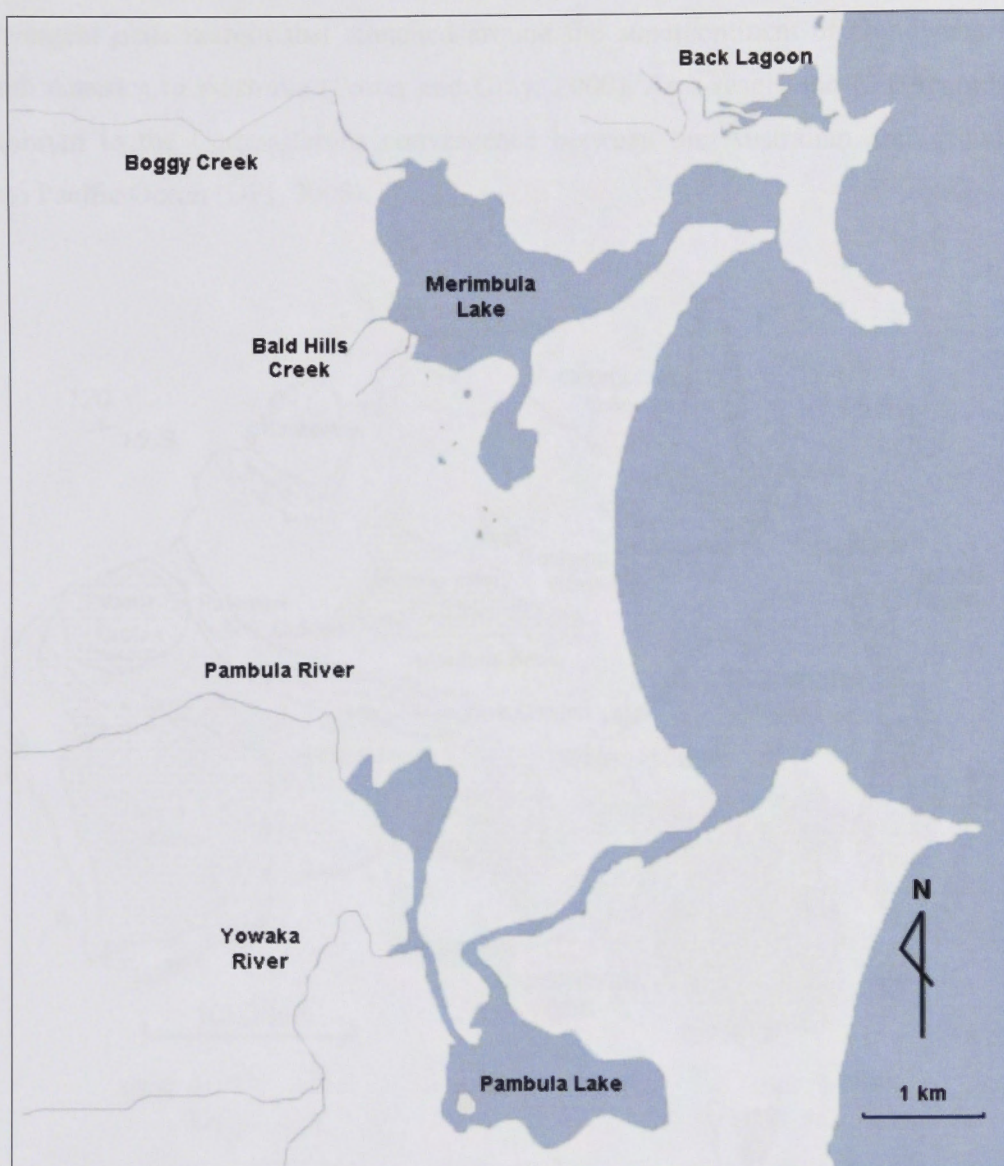 Back Lagoon
Boggy Creek
Merimbula
Lake
Bald Hills
Creek
Pambula River
Yowaka
River
N
Pambula Lake
1 km